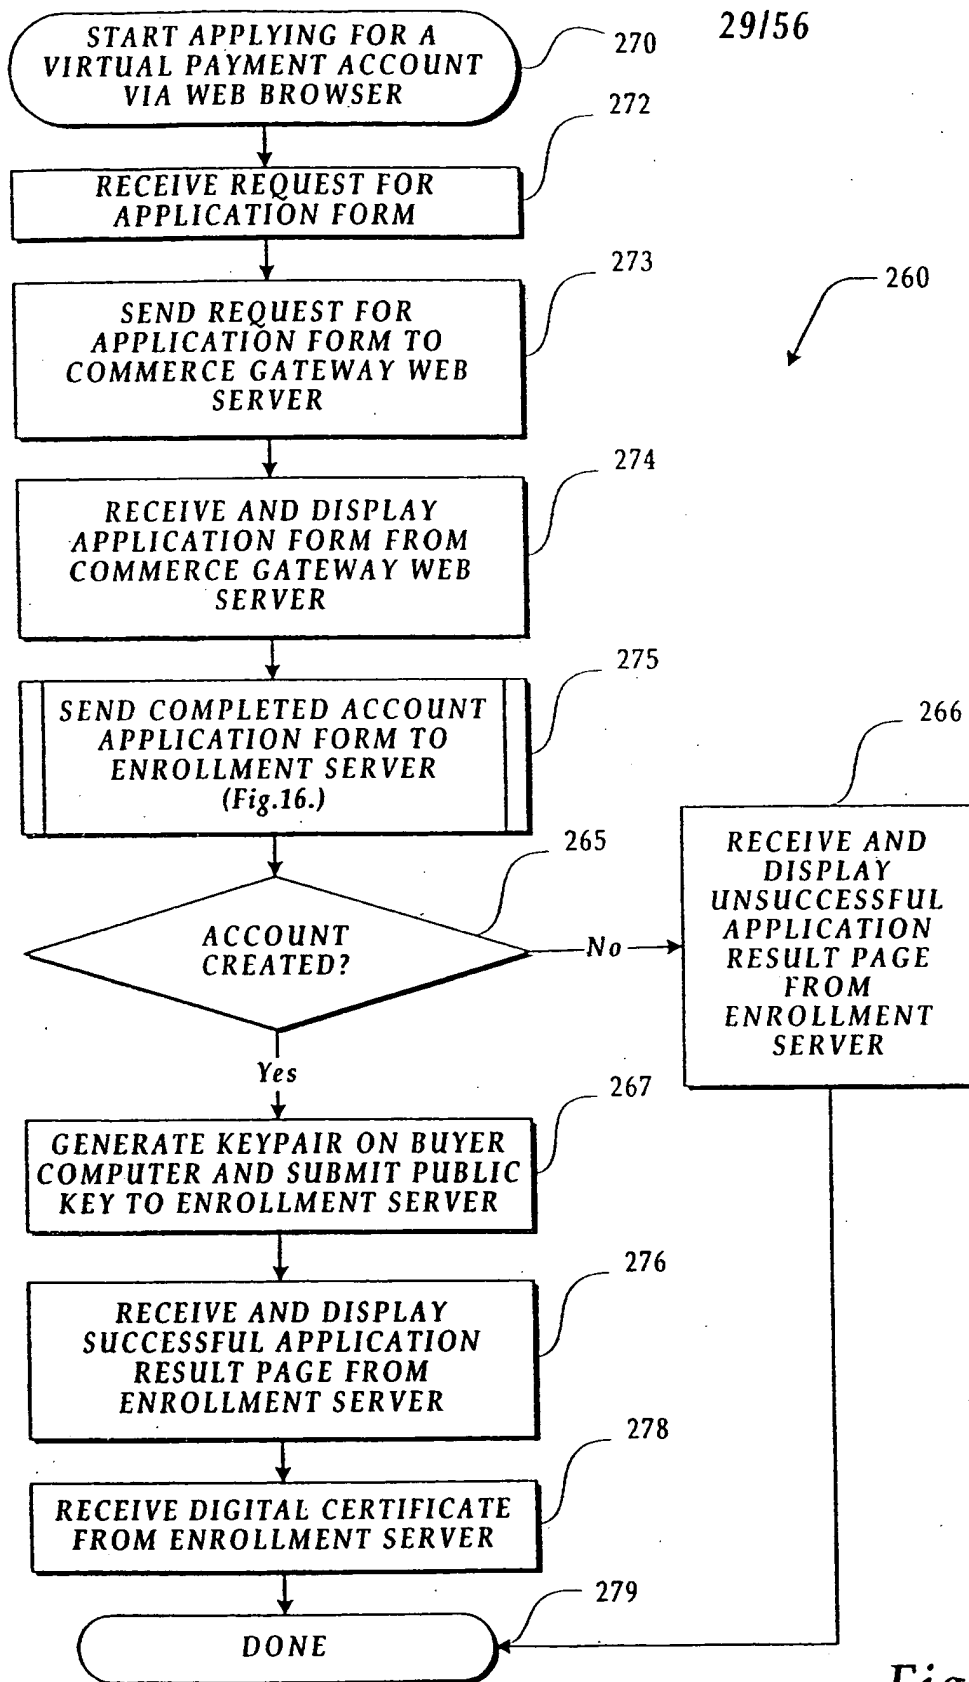 29/56
START APPLYING FOR A
VIRTUAL PAYMENT ACCOUNT
VIA WEB BROWSER
270
272
RECEIVE REQUEST FOR
APPLICATION FORM
273
260
SEND REQUEST FOR
APPLICATION FORM TO
COMMERCE GATEWAY WEB
SERVER
274
RECEIVE AND DISPLAY
APPLICATION FORM FROM
COMMERCE GATEWAY WEB
SERVER
275
SEND COMPLETED ACCOUNT
APPLICATION FORM TO
ENROLLMENT SERVER
(Fig.16.)
266
265
ACCOUNT
CREATED?
No
RECEIVE AND
DISPLAY
UNSUCCESSFUL
APPLICATION
RESULT PAGE
FROM
ENROLLMENT
SERVER
Yes
267
GENERATE KEYPAIR ON BUYER
COMPUTER AND SUBMIT PUBLIC
KEY TO ENROLLMENT SERVER
276
RECEIVE AND DISPLAY
SUCCESSFUL APPLICATION
RESULT PAGE FROM
ENROLLMENT SERVER
278
RECEIVE DIGITAL CERTIFICATE
FROM ENROLLMENT SERVER
279
DONE